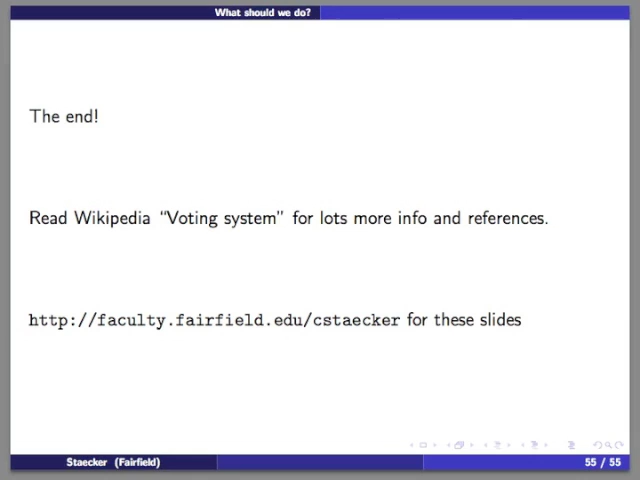 What should we do?
The end!
Read Wikipedia “Voting system” for lots more info and references.
http://faculty.fairfield.edu/cstaecker for these slides
Staecker (Fairfield)
55 / 55